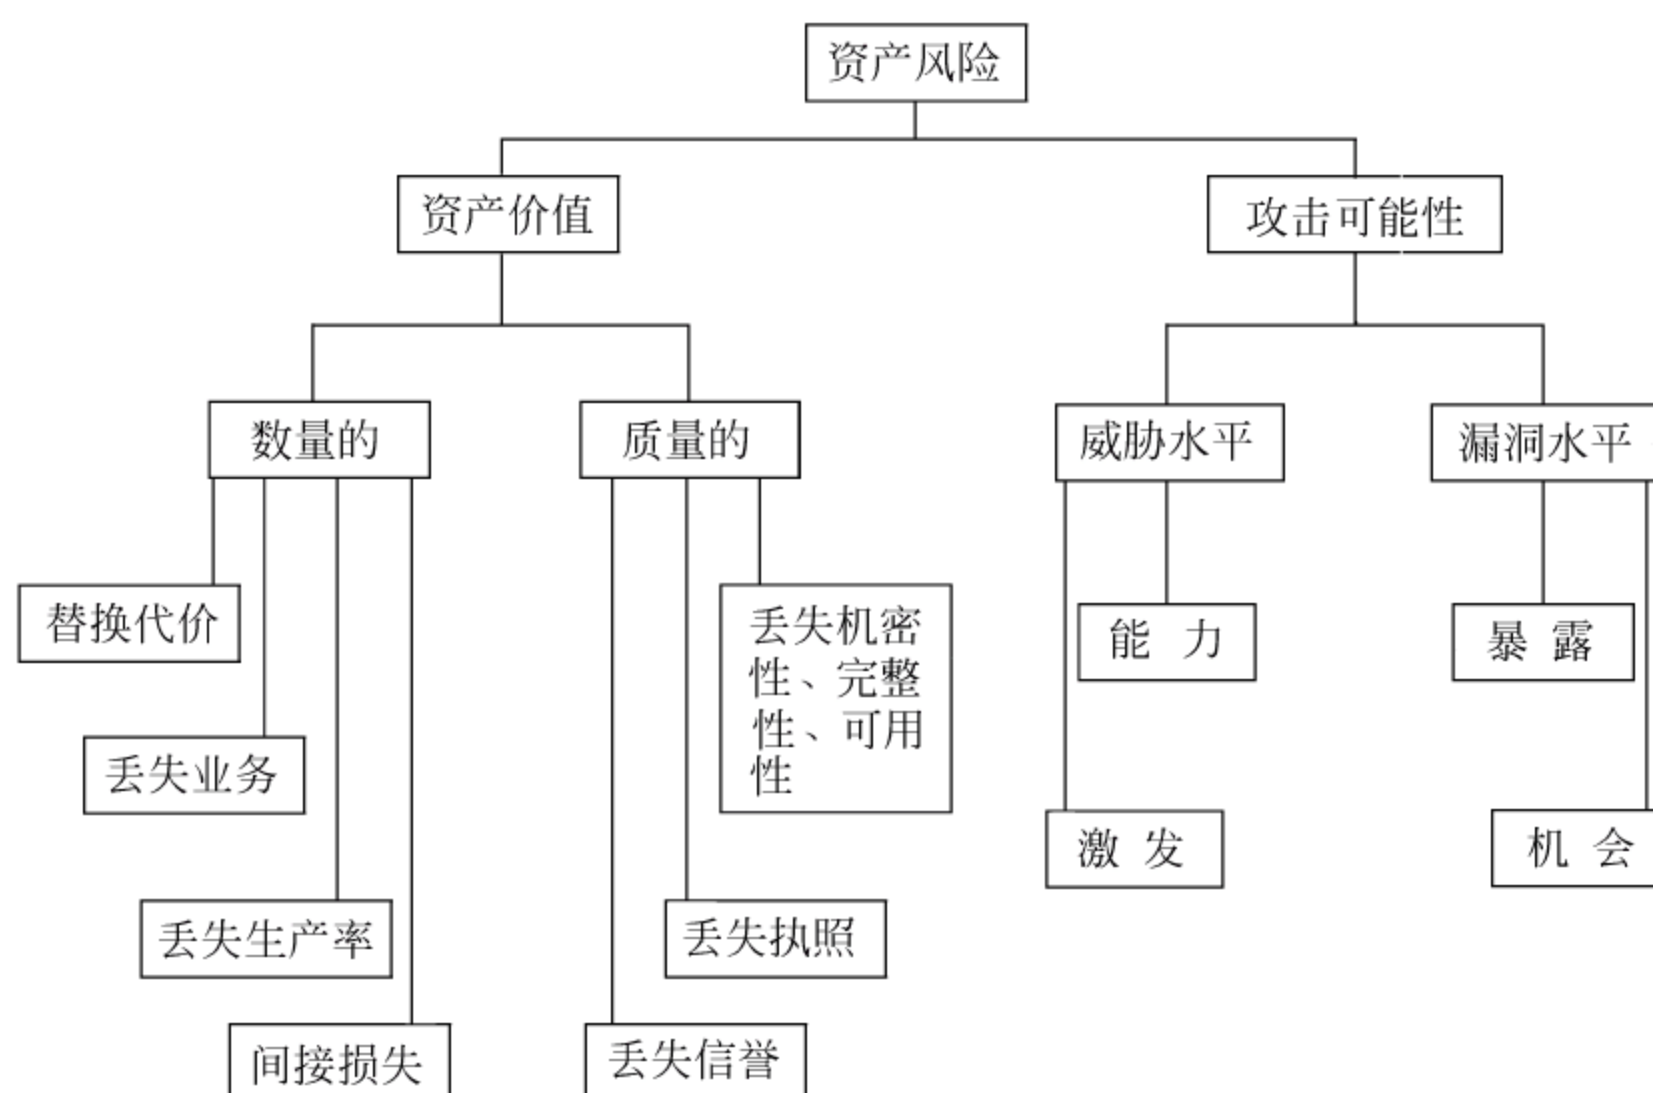 资产风险
资产价值
攻击可能性
数量的
质量的
威胁水平
漏洞水平
替换代价
丢失机密
性、完整
性、可用
性
能 力
暴 露
丢失业务
激 发
机 会
丢失生产率
丢失执照
间接损失
丢失信誉